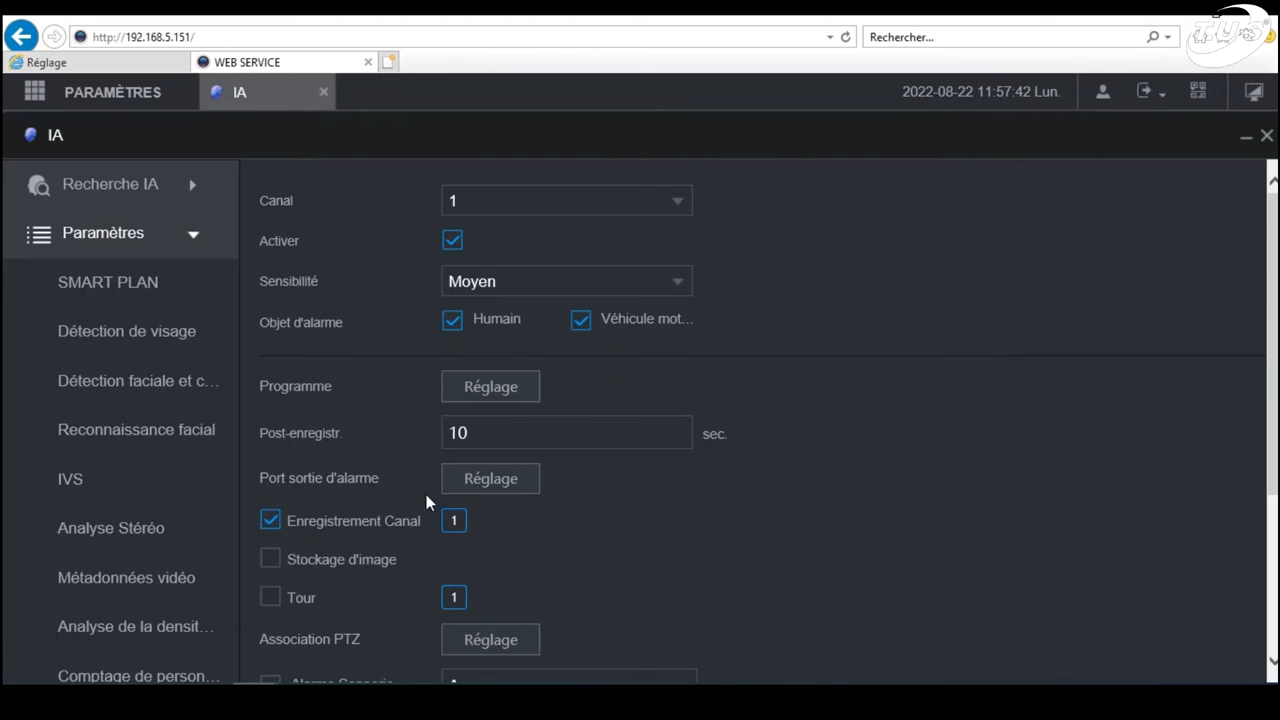 TVS
http://192.168.5.151/
Rechercher...
Réglage
WEB SERVICE
PARAMÈTRES
IA
2022-08-22 11:57:42 Lun.
IA
Recherche IA
Paramètres
SMART PLAN
Détection de visage
Détection faciale et c...
Reconnaissance facial
IVS
Analyse Stéréo
Métadonnées vidéo
Analyse de la densit...
Comptage de person...
Canal 1
Activer
Sensibilité Moyen
Objet d'alarme Humain Véhicule mot...
Programme Réglage
Post-enregistr. 10 sec.
Port sortie d'alarme Réglage
Enregistrement Canal 1
Stockage d'image
Tour 1
Association PTZ Réglage